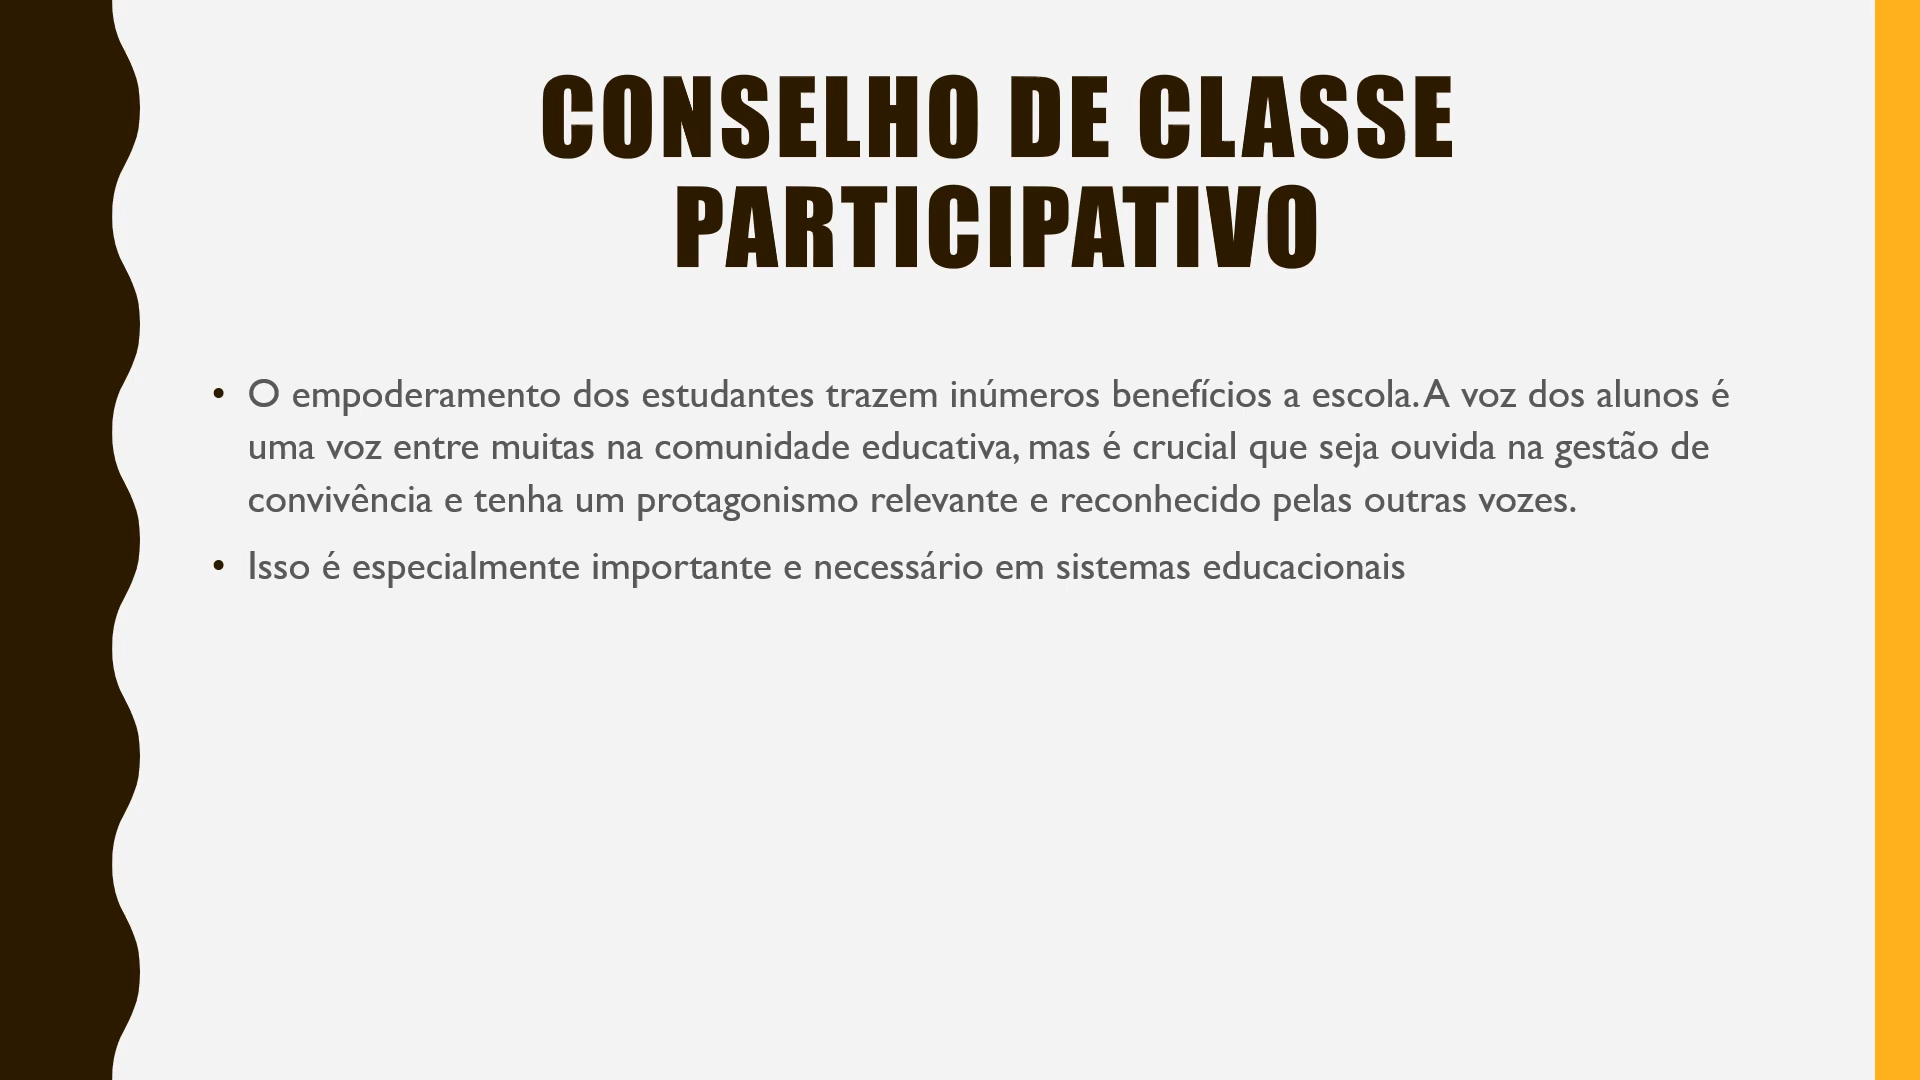 CONSELHO DE CLASSE
PARTICIPATIVO
• O empoderamento dos estudantes trazem inúmeros benefícios a escola. A voz dos alunos é
uma voz entre muitas na comunidade educativa, mas é crucial que seja ouvida na gestão de
convivência e tenha um protagonismo relevante e reconhecido pelas outras vozes.
• Isso é especialmente importante e necessário em sistemas educacionais